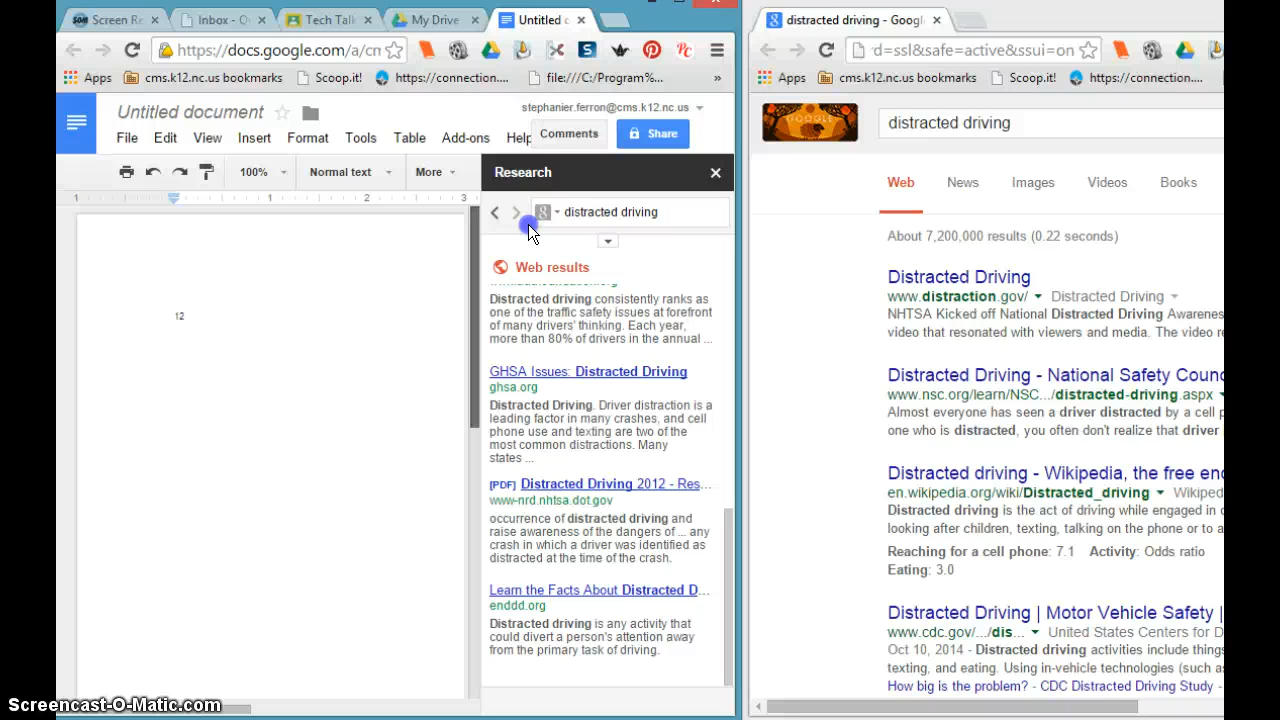 Screen Re
Inbox - O
Tech Talk
My Drive
Untitled d
https://docs.google.com/a/cm
Apps
cms.k12.nc.us bookmarks
Scoop.it!
https://connection....
file:///C:/Program%...
»
Untitled document
stephanier.ferron@cms.k12.nc.us
File Edit View Insert Format Tools Table Add-ons Help
Comments
Share
100%
Normal text
More
1 1 2 3
12
Research
distracted driving
Web results
Distracted driving consistently ranks as
one of the traffic safety issues at forefront
of many drivers' thinking. Each year,
more than 80% of drivers in the annual ...
GHSA Issues: Distracted Driving
ghsa.org
Distracted Driving. Driver distraction is a
leading factor in many crashes, and cell
phone use and texting are two of the
most common distractions. Many
states ...
[PDF] Distracted Driving 2012 - Res...
www-nrd.nhtsa.dot.gov
occurrence of distracted driving and
raise awareness of the dangers of ... any
crash in which a driver was identified as
distracted at the time of the crash.
Learn the Facts About Distracted D...
enddd.org
Distracted driving is any activity that
could divert a person's attention away
from the primary task of driving.
distracted driving - Googl
d=ssl&safe=active&ssui=on
Apps
cms.k12.nc.us bookmarks
Scoop.it!
https://connection....
GOOGLE
distracted driving
Web News Images Videos Books
About 7,200,000 results (0.22 seconds)
Distracted Driving
www.distraction.gov/ Distracted Driving
NHTSA Kicked off National Distracted Driving Awarene
video that resonated with viewers and media. The video re
Distracted Driving - National Safety Counc
www.nsc.org/learn/NSC.../distracted-driving.aspx
Almost everyone has seen a driver distracted by a cell p
one who is distracted, you often don't realize that driver
Distracted driving - Wikipedia, the free en
en.wikipedia.org/wiki/Distracted_driving Wikiped
Distracted driving is the act of driving while engaged in o
looking after children, texting, talking on the phone or to a
Reaching for a cell phone: 7.1 Activity: Odds ratio
Eating: 3.0
Distracted Driving | Motor Vehicle Safety |
www.cdc.gov/.../dis... United States Centers for D
Oct 10, 2014 - Distracted driving activities include things
texting, and eating. Using in-vehicle technologies (such as
How big is the problem? - CDC Distracted Driving Study -
Screencast-O-Matic.com